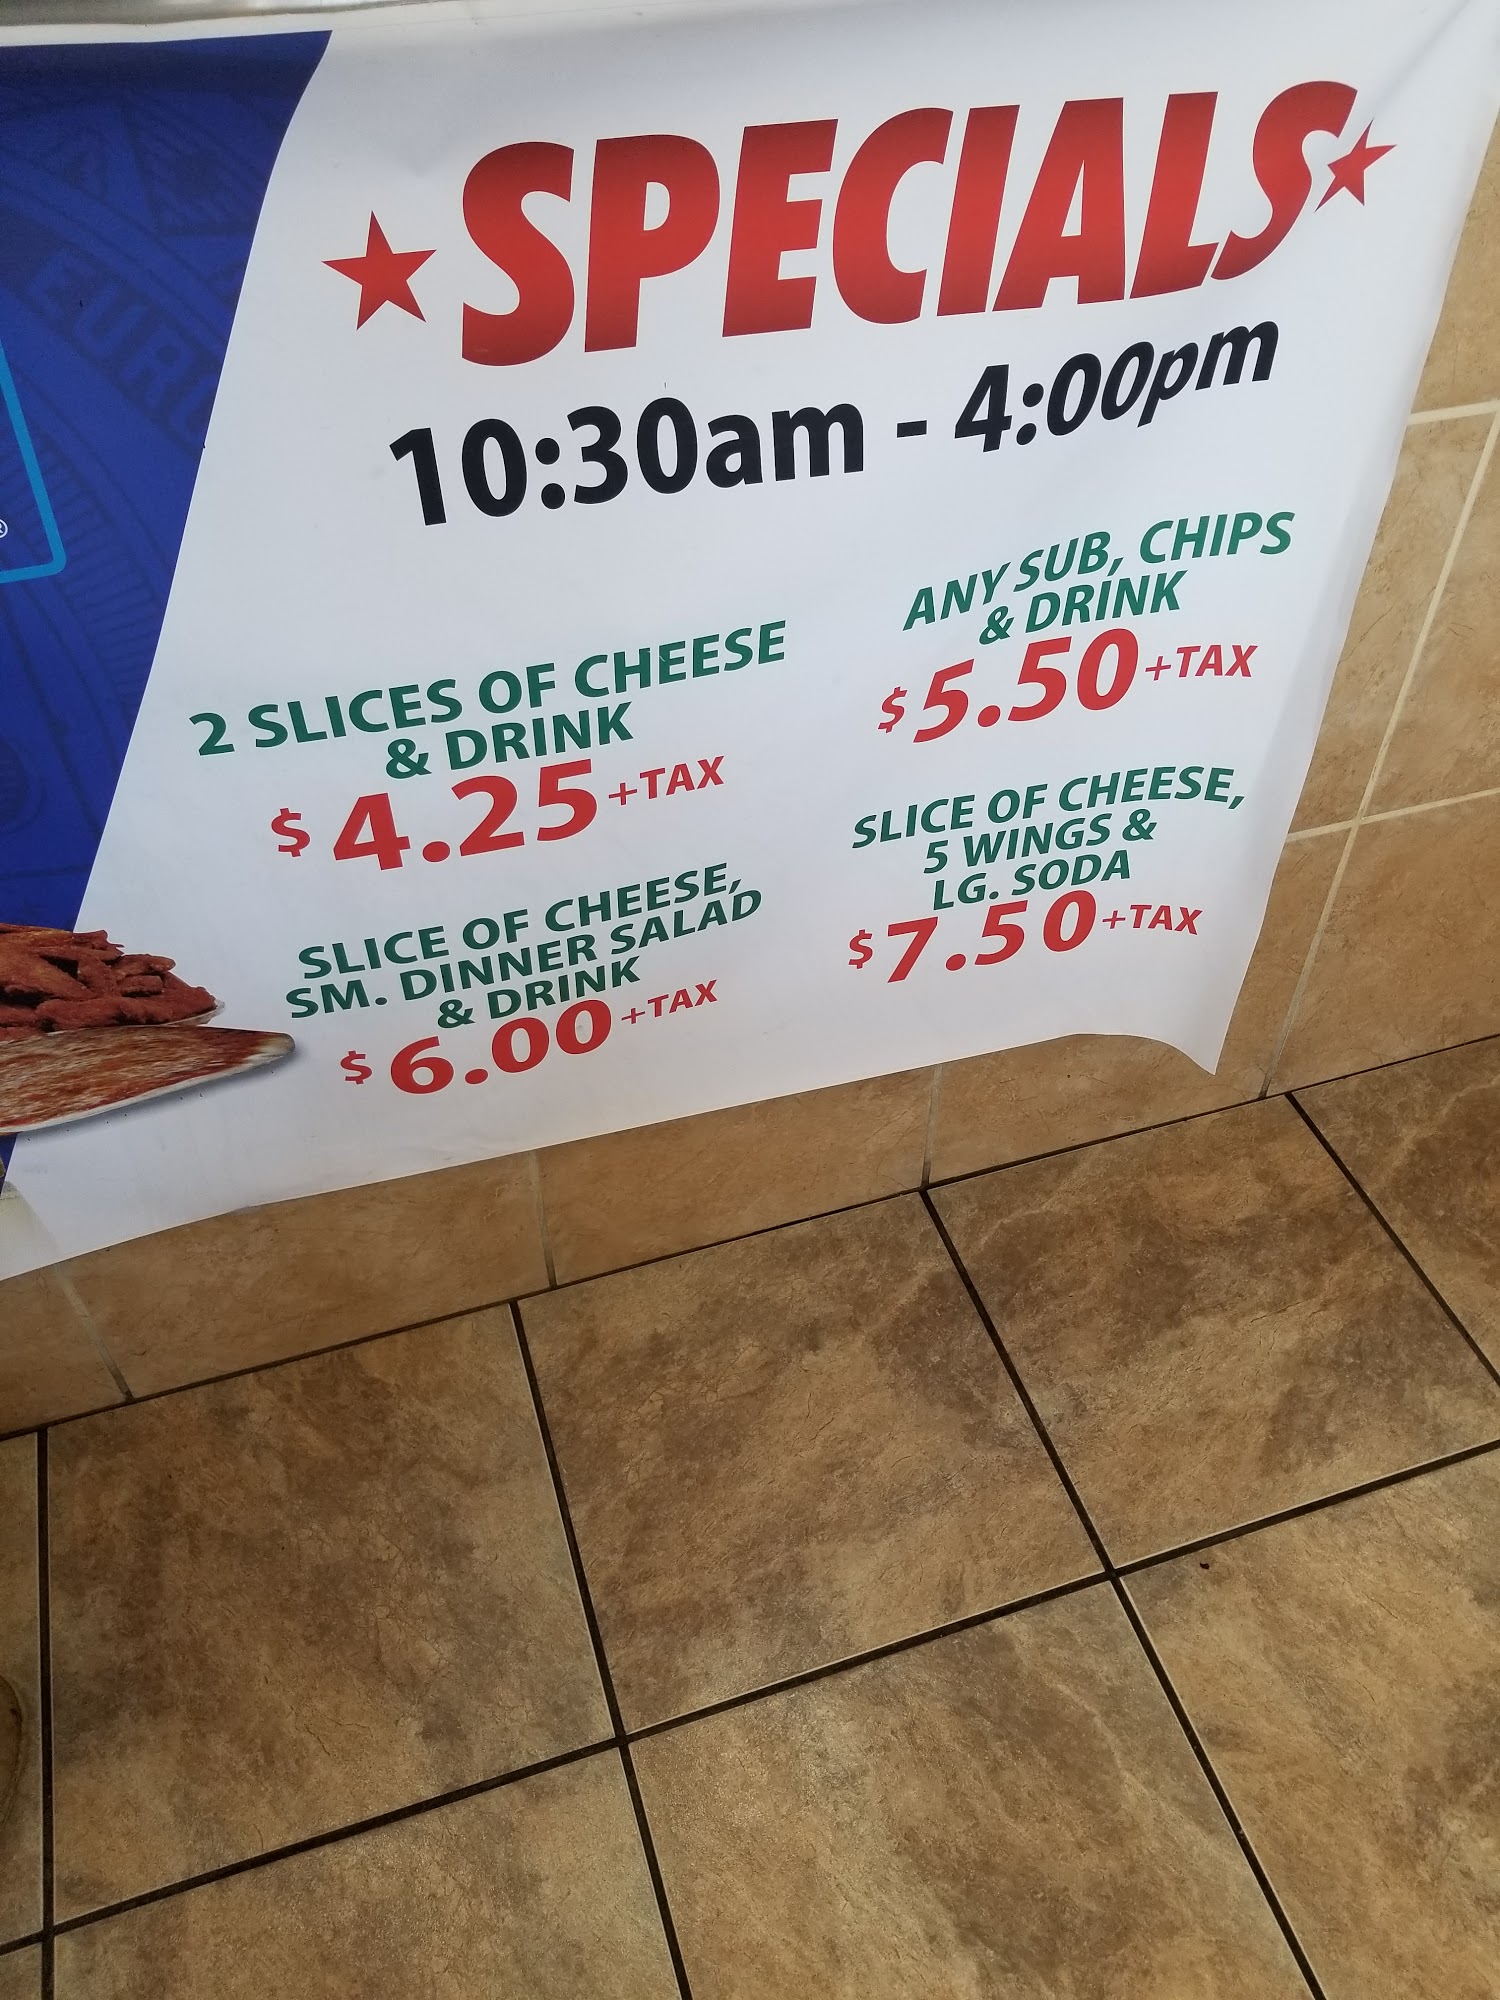 SPECIALS
10:30am - 4:00pm
2 SLICES OF CHEESE
& DRINK
$4.25 +TAX
ANY SUB, CHIPS
& DRINK
$5.50 +TAX
SLICE OF CHEESE,
SM. DINNER SALAD
& DRINK
$6.00 +TAX
SLICE OF CHEESE,
5 WINGS &
LG. SODA
$7.50 +TAX
®